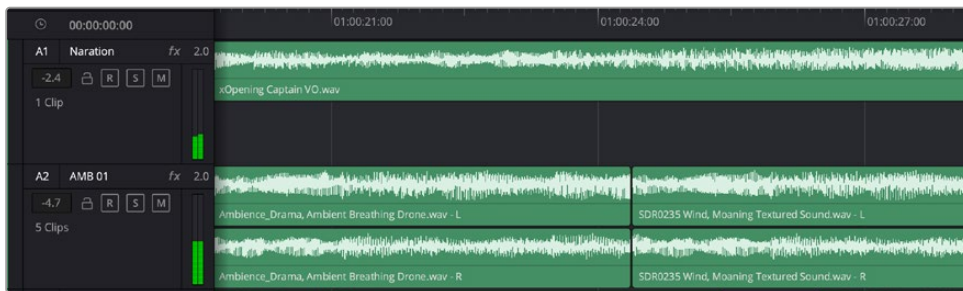 00:00:00:00 01:00:21:00 01:00:24:00 01:00:27:00
A1 Naration fx 2.0
-2.4 R S M
xOpening Captain VO.wav
1 Clip
A2 AMB 01 fx 2.0
-4.7 R S M
Ambience_Drama, Ambient Breathing Drone.wav - L SDR0235 Wind, Moaning Textured Sound.wav - L
5 Clips
Ambience_Drama, Ambient Breathing Drone.wav - R SDR0235 Wind, Moaning Textured Sound.wav - R